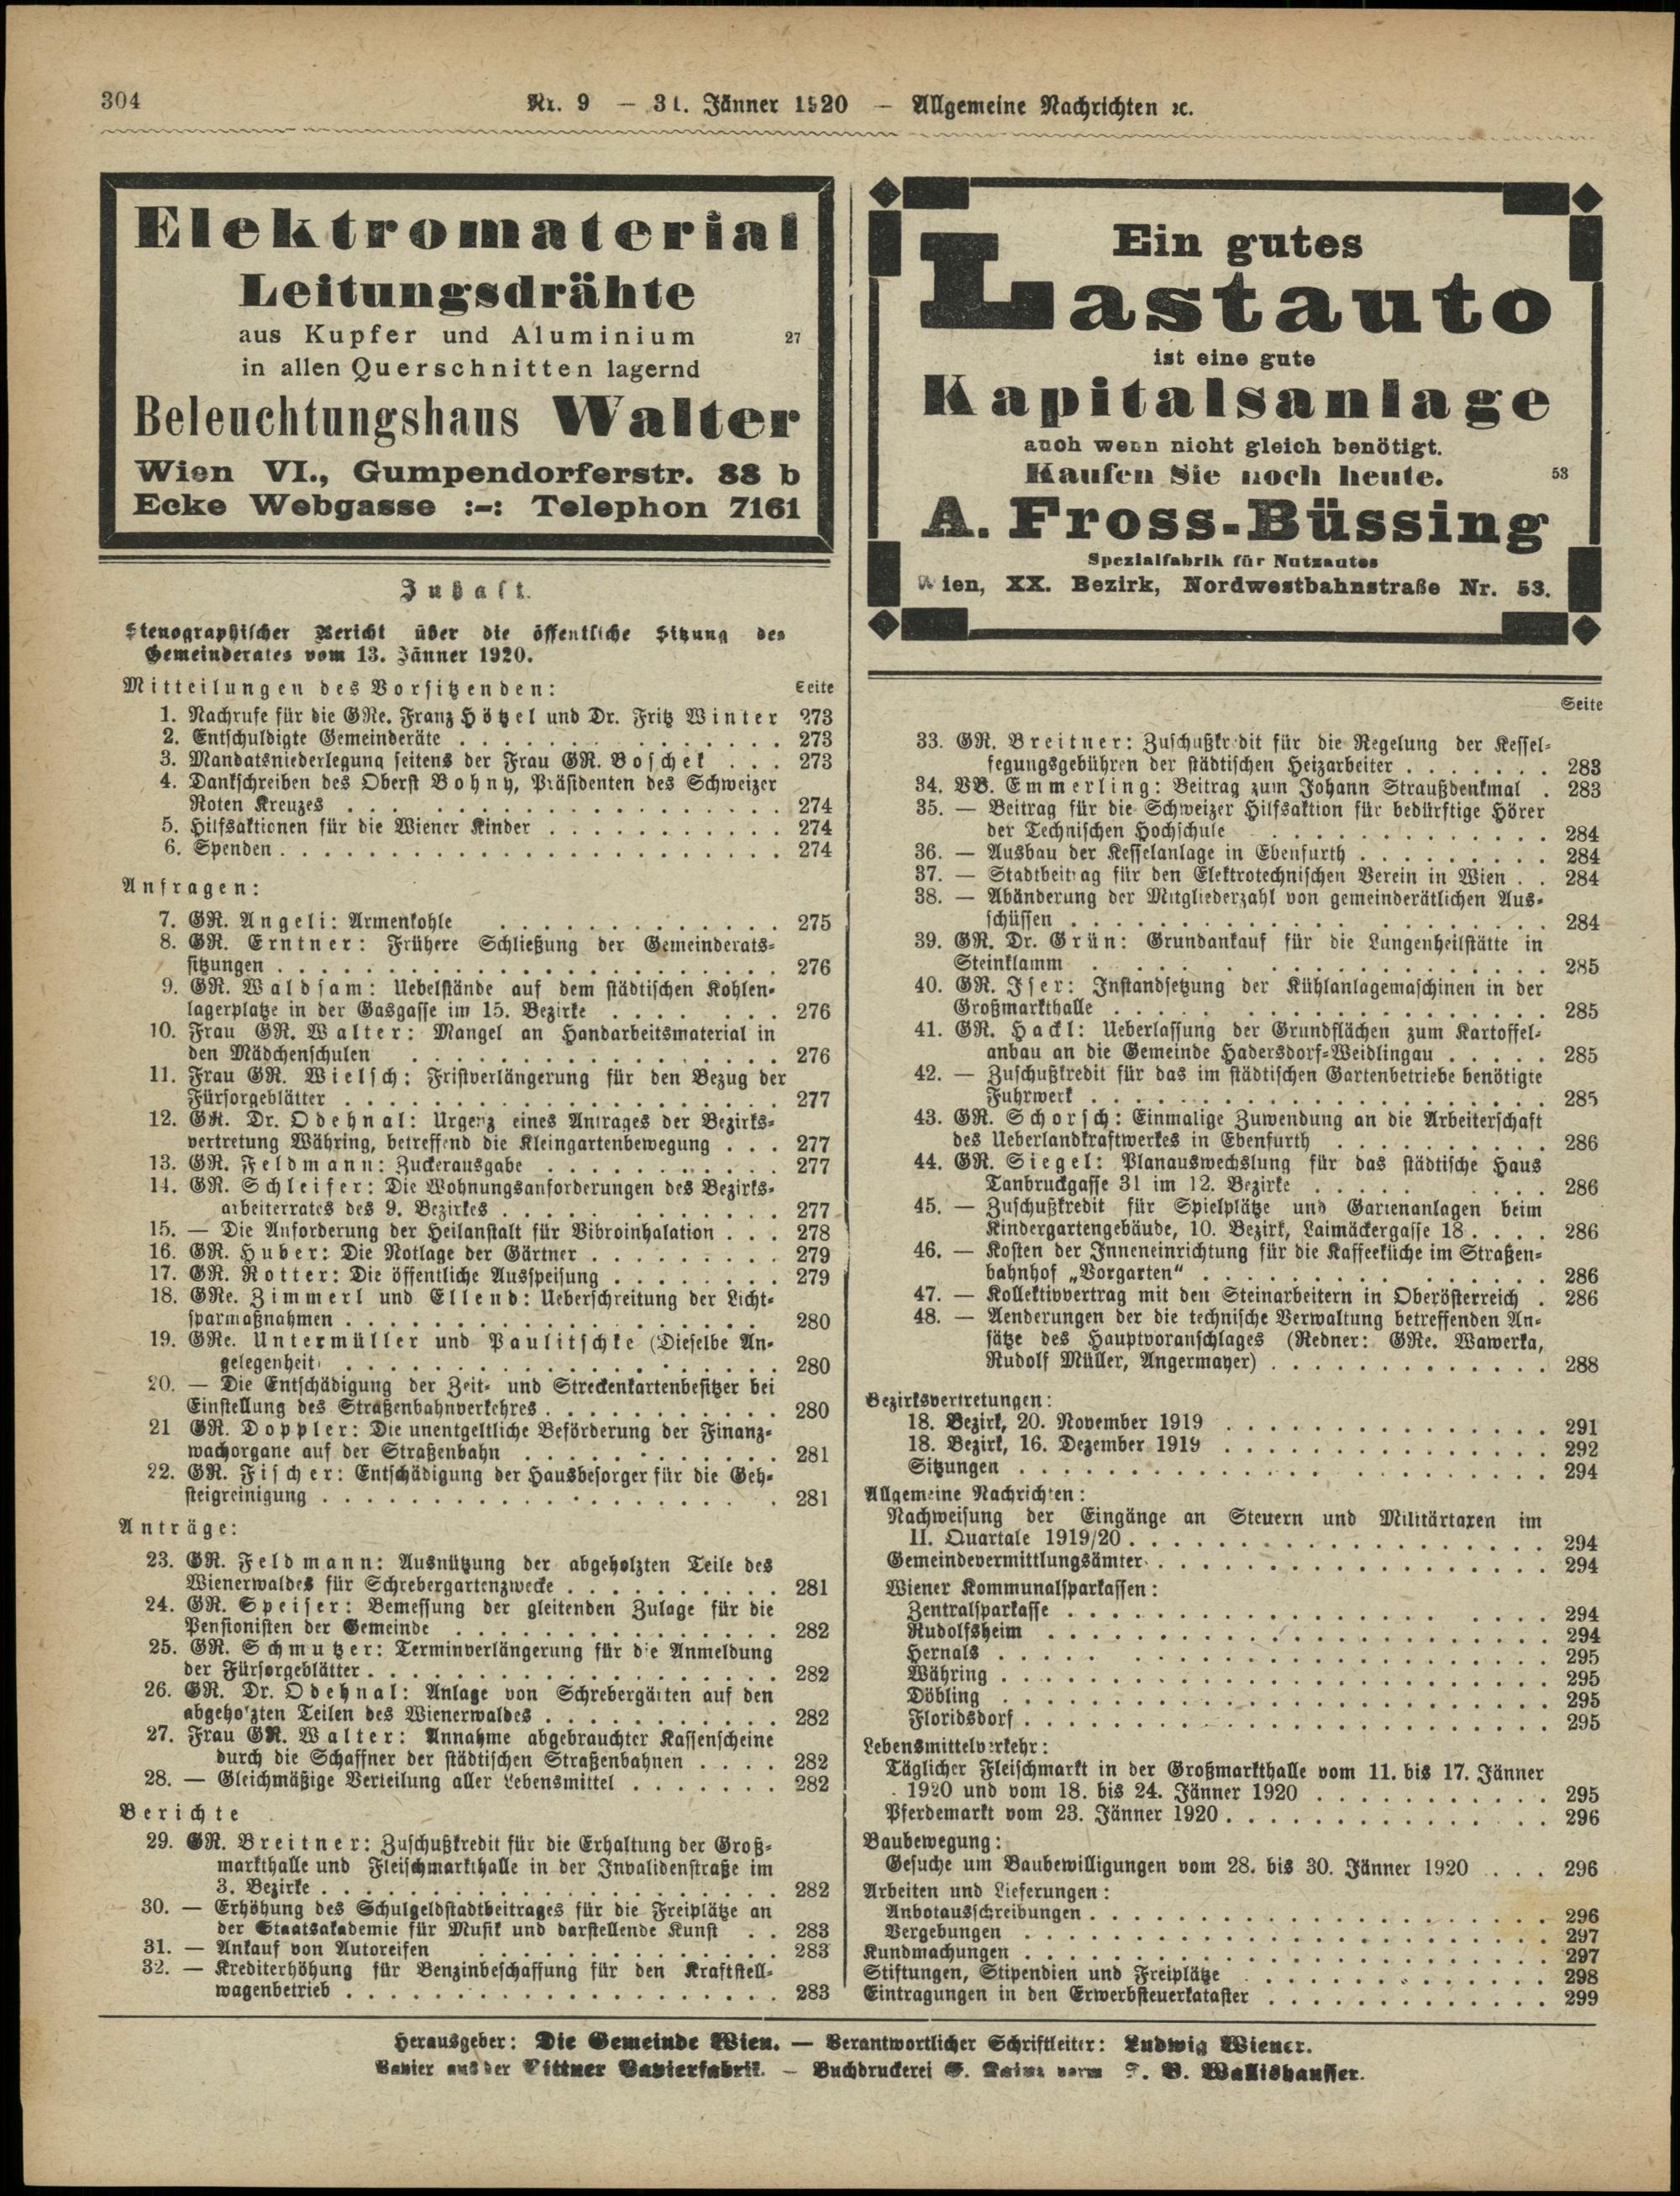 304
Nr. 9 — 31. Jänner 1920 — Allgemeine Nachrichten ꝛc.
Elektromaterial
Leitungsdrähte
aus Kupfer und Aluminium 27
in allen Querschnitten lagernd
Beleuchtungshaus Walter
Wien VI., Gumpendorferstr. 88 b
Ecke Webgasse :–: Telephon 7161
Ein gutes
Lastauto
ist eine gute
Kapitalsanlage
auch wenn nicht gleich benötigt.
Kaufen Sie noch heute. 53
A. Fross-Büssing
Spezialfabrik für Nutzautos
Wien, XX. Bezirk, Nordwestbahnstraße Nr. 53.
Inhalt.
Stenographischer Bericht über die öffentliche Sitzung des
Gemeinderates vom 13. Jänner 1920.
Mitteilungen des Vorsitzenden: Seite
1. Nachrufe für die GRe. Franz Hötzel und Dr. Fritz Winter 273
2. Entschuldigte Gemeinderäte . . . 273
3. Mandatsniederlegung seitens der Frau GR. Boschek . . . 273
4. Dankschreiben des Oberst Bohny, Präsidenten des Schweizer
Roten Kreuzes . . . 274
5. Hilfsaktionen für die Wiener Kinder . . . 274
6. Spenden . . . 274
Anfragen:
7. GR. Angeli: Armenkohle . . . 275
8. GR. Erntner: Frühere Schließung der Gemeinderats-
sitzungen . . . 276
9. GR. Waldsam: Uebelstände auf dem städtischen Kohlen-
lagerplatze in der Gasgasse im 15. Bezirke . . . 276
10. Frau GR. Walter: Mangel an Handarbeitsmaterial in
den Mädchenschulen . . . 276
11. Frau GR. Wielsch: Fristverlängerung für den Bezug der
Fürsorgeblätter . . . 277
12. GR. Dr. Odehnal: Urgenz eines Antrages der Bezirks-
vertretung Währing, betreffend die Kleingartenbewegung . . . 277
13. GR. Feldmann: Zuckerausgabe . . . 277
14. GR. Schleifer: Die Wohnungsanforderungen des Bezirks-
arbeiterrates des 9. Bezirkes . . . 277
15. — Die Anforderung der Heilanstalt für Vibroinhalation . . . 278
16. GR. Huber: Die Notlage der Gärtner . . . 279
17. GR. Rotter: Die öffentliche Ausspeisung . . . 279
18. GRe. Zimmerl und Ellend: Ueberschreitung der Licht-
sparmaßnahmen . . . 280
19. GRe. Untermüller und Paulitschke (Dieselbe An-
gelegenheit) . . . 280
20. — Die Entschädigung der Zeit- und Streckenkartenbesitzer bei
Einstellung des Straßenbahnverkehres . . . 280
21 GR. Doppler: Die unentgeltliche Beförderung der Finanz-
wachorgane auf der Straßenbahn . . . 281
22. GR. Fischer: Entschädigung der Hausbesorger für die Geh-
steigreinigung . . . 281
Anträge:
23. GR. Feldmann: Ausnützung der abgeholzten Teile des
Wienerwaldes für Schrebergartenzwecke . . . 281
24. GR. Speiser: Bemessung der gleitenden Zulage für die
Pensionisten der Gemeinde . . . 282
25. GR. Schmutzer: Terminverlängerung für die Anmeldung
der Fürsorgeblätter . . . 282
26. GR. Dr. Odehnal: Anlage von Schrebergärten auf den
abgeholzten Teilen des Wienerwaldes . . . 282
27. Frau GR. Walter: Annahme abgebrauchter Kassenscheine
durch die Schaffner der städtischen Straßenbahnen . . . 282
28. — Gleichmäßige Verteilung aller Lebensmittel . . . 282
Berichte
29. GR. Breitner: Zuschußkredit für die Erhaltung der Groß-
markthalle und Fleischmarkthalle in der Invalidenstraße im
3. Bezirke . . . 282
30. — Erhöhung des Schulgeldstadtbeitrages für die Freiplätze an
der Staatsakademie für Musik und darstellende Kunst . . 283
31. — Ankauf von Autoreifen . . . 283
32. — Krediterhöhung für Benzinbeschaffung für den Kraftstell-
wagenbetrieb . . . 283
Seite
33. GR. Breitner: Zuschußkredit für die Regelung der Kessel-
fegungsgebühren der städtischen Heizarbeiter . . . 283
34. VB. Emmerling: Beitrag zum Johann Straußdenkmal . 283
35. — Beitrag für die Schweizer Hilfsaktion für bedürftige Hörer
der Technischen Hochschule . . . 284
36. — Ausbau der Kesselanlage in Ebenfurth . . . 284
37. — Stadtbeitrag für den Elektrotechnischen Verein in Wien . . 284
38. — Abänderung der Mitgliederzahl von gemeinderätlichen Aus-
schüssen . . . 284
39. GR. Dr. Grün: Grundankauf für die Lungenheilstätte in
Steinklamm . . . 285
40. GR. Iser: Instandsetzung der Kühlanlagemaschinen in der
Großmarkthalle . . . 285
41. GR. Hackl: Ueberlassung der Grundflächen zum Kartoffel-
anbau an die Gemeinde Hadersdorf-Weidlingau . . . 285
42. — Zuschußkredit für das im städtischen Gartenbetriebe benötigte
Fuhrwerk . . . 285
43. GR. Schorsch: Einmalige Zuwendung an die Arbeiterschaft
des Ueberlandkraftwerkes in Ebenfurth . . . 286
44. GR. Siegel: Planauswechslung für das städtische Haus
Tanbruckgasse 31 im 12. Bezirke . . . 286
45. — Zuschußkredit für Spielplätze und Gartenanlagen beim
Kindergartengebäude, 10. Bezirk, Laimäckergasse 18 . . . 286
46. — Kosten der Inneneinrichtung für die Kaffeeküche im Straßen-
bahnhof „Vorgarten“ . . . 286
47. — Kollektivvertrag mit den Steinarbeitern in Oberösterreich . 286
48. — Aenderungen der die technische Verwaltung betreffenden An-
sätze des Hauptvoranschlages (Redner: GRe. Wawerka,
Rudolf Müller, Angermayer) . . . 288
Bezirksvertretungen:
18. Bezirk, 20. November 1919 . . . 291
18. Bezirk, 16. Dezember 1919 . . . 292
Sitzungen . . . 294
Allgemeine Nachrichten:
Nachweisung der Eingänge an Steuern und Militärtaxen im
II. Quartale 1919/20 . . . 294
Gemeindevermittlungsämter . . . 294
Wiener Kommunalsparkassen:
Zentralsparkasse . . . 294
Rudolfsheim . . . 294
Hernals . . . 295
Währing . . . 295
Döbling . . . 295
Floridsdorf . . . 295
Lebensmittelverkehr:
Täglicher Fleischmarkt in der Großmarkthalle vom 11. bis 17. Jänner
1920 und vom 18. bis 24. Jänner 1920 . . . 295
Pferdemarkt vom 23. Jänner 1920 . . . 296
Baubewegung:
Gesuche um Baubewilligungen vom 28. bis 30. Jänner 1920 . . . 296
Arbeiten und Lieferungen:
Anbotausschreibungen . . . 296
Vergebungen . . . 297
Kundmachungen . . . 297
Stiftungen, Stipendien und Freiplätze . . . 298
Eintragungen in den Erwerbsteuerkataster . . . 299
Herausgeber: Die Gemeinde Wien. — Verantwortlicher Schriftleiter: Ludwig Wiener.
Papier aus der Pittner Papierfabrik. — Buchdruckerei vorm J. B. Wallishausser.